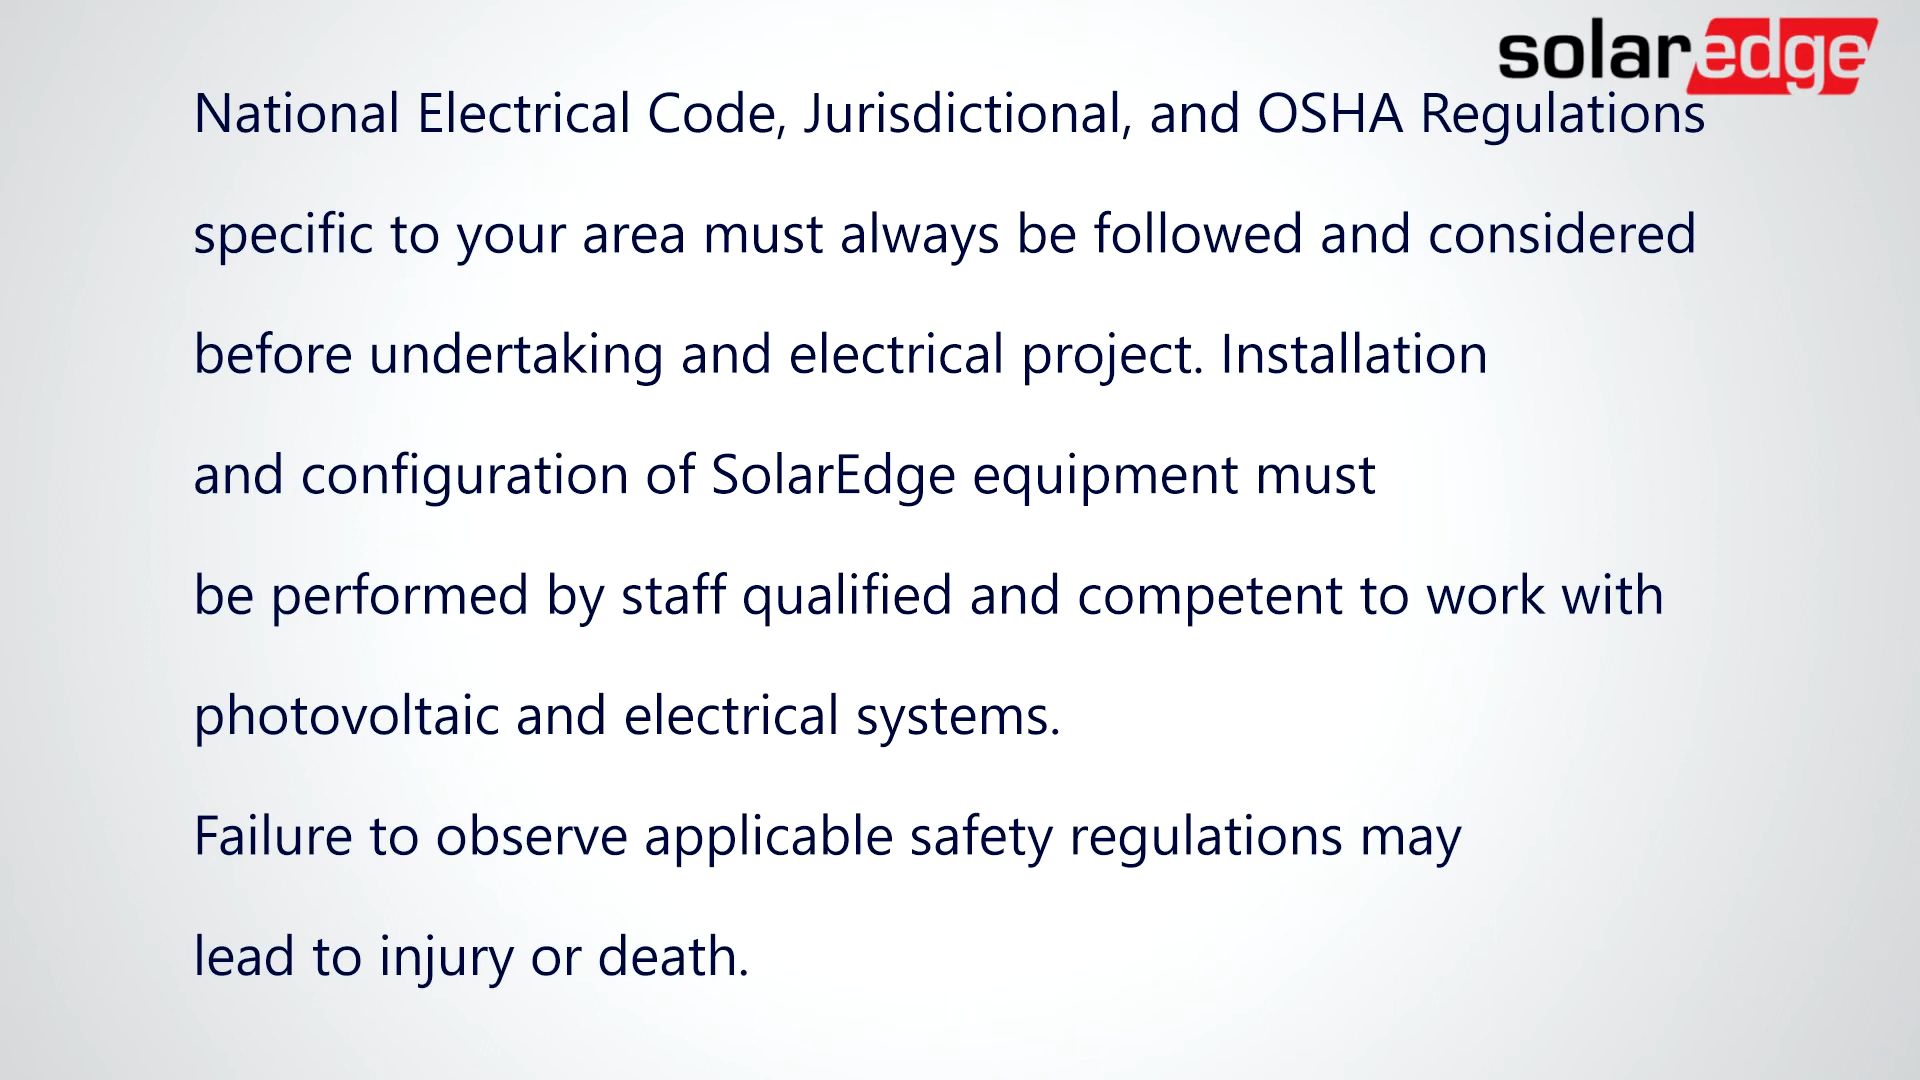 solaredge
National Electrical Code, Jurisdictional, and OSHA Regulations
specific to your area must always be followed and considered
before undertaking and electrical project. Installation
and configuration of SolarEdge equipment must
be performed by staff qualified and competent to work with
photovoltaic and electrical systems.
Failure to observe applicable safety regulations may
lead to injury or death.